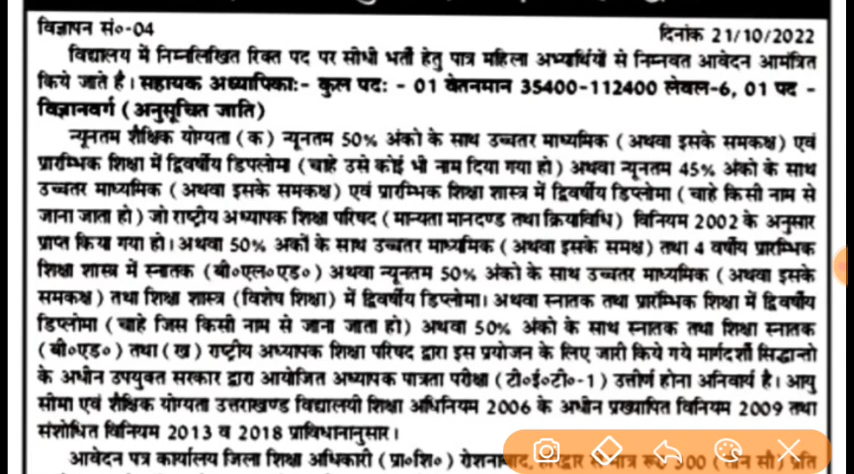 विज्ञापन सं०-04 दिनांक 21/10/2022
विद्यालय में निम्नलिखित रिक्त पद पर सीधी भर्ती हेतु पात्र महिला अभ्यर्थियों से निम्नवत आवेदन आमंत्रित
किये जाते है। सहायक अध्यापिकाः- कुल पदः - 01 वेतनमान 35400-112400 लेवल-6, 01 पद -
विज्ञानवर्ग (अनुसूचित जाति)
न्यूनतम शैक्षिक योग्यता (क) न्यूनतम 50% अंको के साथ उच्चतर माध्यमिक (अथवा इसके समकक्ष) एवं
प्रारम्भिक शिक्षा में द्विवर्षीय डिपलोमा (चाहे उसे कोई भी नाम दिया गया हो) अथवा न्यूनतम 45% अंको के साथ
उच्चतर माध्यमिक (अथवा इसके समकक्ष) एवं प्रारम्भिक शिक्षा शास्त्र में द्विवर्षीय डिप्लोमा (चाहे किसी नाम से
जाना जाता हो) जो राष्ट्रीय अध्यापक शिक्षा परिषद (मान्यता मानदण्ड तथा क्रियाविधि) विनियम 2002 के अनुसार
प्राप्त किया गया हो। अथवा 50% अकों के साथ उच्चतर माध्यमिक (अथवा इसके समक्ष) तथा 4 वर्षीय प्रारम्भिक
शिक्षा शास्त्र में स्नातक (बी०एल०एड०) अथवा न्यूनतम 50% अंको के साथ उच्चतर माध्यमिक (अथवा इसके
समकक्ष) तथा शिक्षा शास्त्र (विशेष शिक्षा) में द्विवर्षीय डिप्लोमा। अथवा स्नातक तथा प्रारंम्भिक शिक्षा में द्विवर्षीय
डिप्लोमा (चाहे जिस किसी नाम से जाना जाता हो) अथवा 50% अंको के साथ स्नातक तथा शिक्षा स्नातक
(बी०एड०) तथा (ख) राष्ट्रीय अध्यापक शिक्षा परिषद द्वारा इस प्रयोजन के लिए जारी किये गये मार्गदर्शी सिद्धान्तो
के अधीन उपयुक्त सरकार द्वारा आयोजित अध्यापक पात्रता परीक्षा (टी०ई०टी०-1) उत्तीर्ण होना अनिवार्य है। आयु
सीमा एवं शैक्षिक योग्यता उत्तराखण्ड विद्यालयी शिक्षा अधिनियम 2006 के अधीन प्रख्यापित विनियम 2009 तथा
संशोधित विनियम 2013 व 2018 प्राविधानानुसार।
आवेदन पत्र कार्यालय जिला शिक्षा अधिकारी (प्रा०शि०) रोशनाबाद,